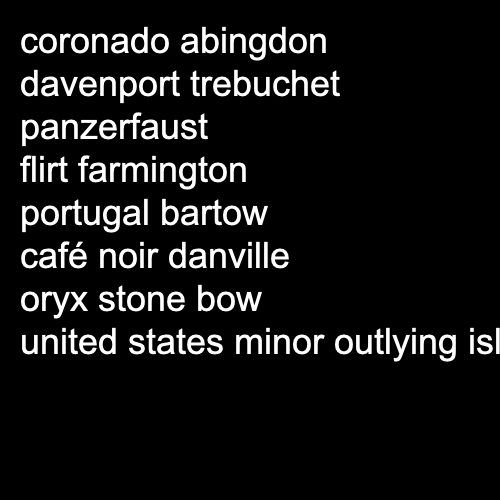 coronado abingdon
davenport trebuchet
panzerfaust
flirt farmington
portugal bartow
café noir danville
oryx stone bow
united states minor outlying